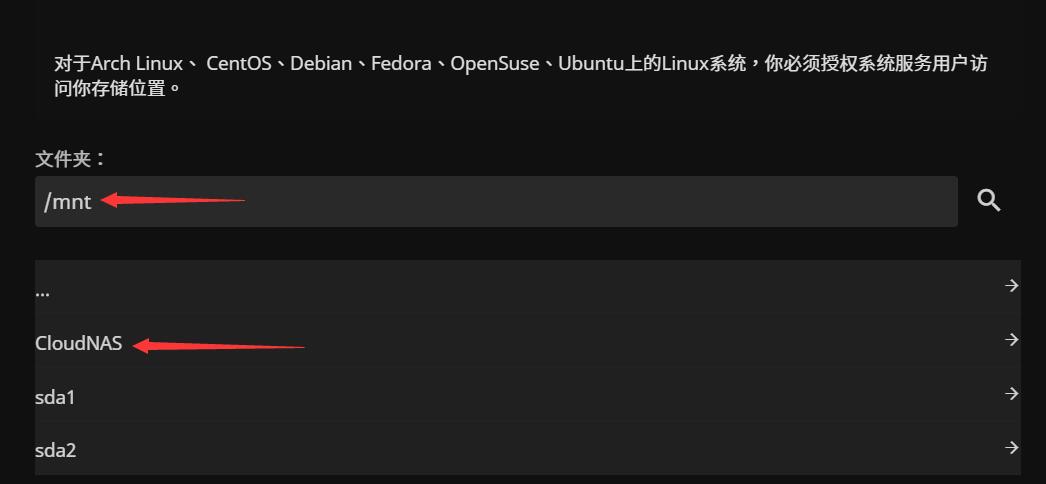 对于Arch Linux、 CentOS、Debian、Fedora、OpenSuse、Ubuntu上的Linux系统，你必须授权系统服务用户访
问你存储位置。
文件夹：
/mnt
...
CloudNAS
sda1
sda2